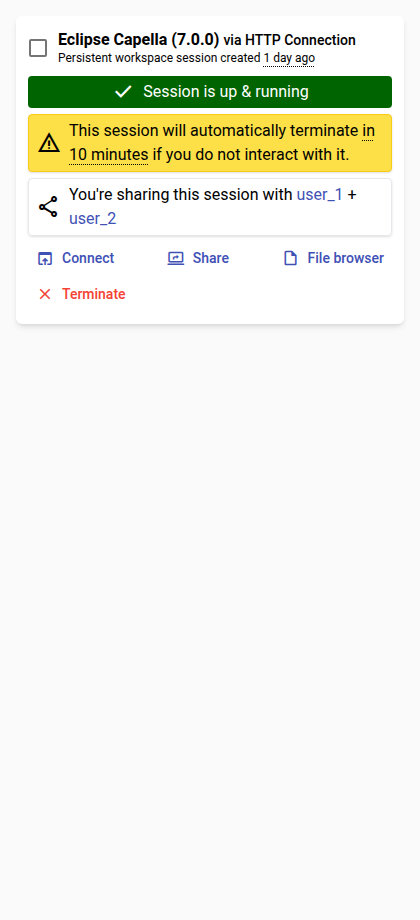 Eclipse Capella (7.0.0) via HTTP Connection
Persistent workspace session created 1 day ago
Session is up & running
This session will automatically terminate in
10 minutes if you do not interact with it.
You're sharing this session with user_1 +
user_2
Connect Share File browser
Terminate